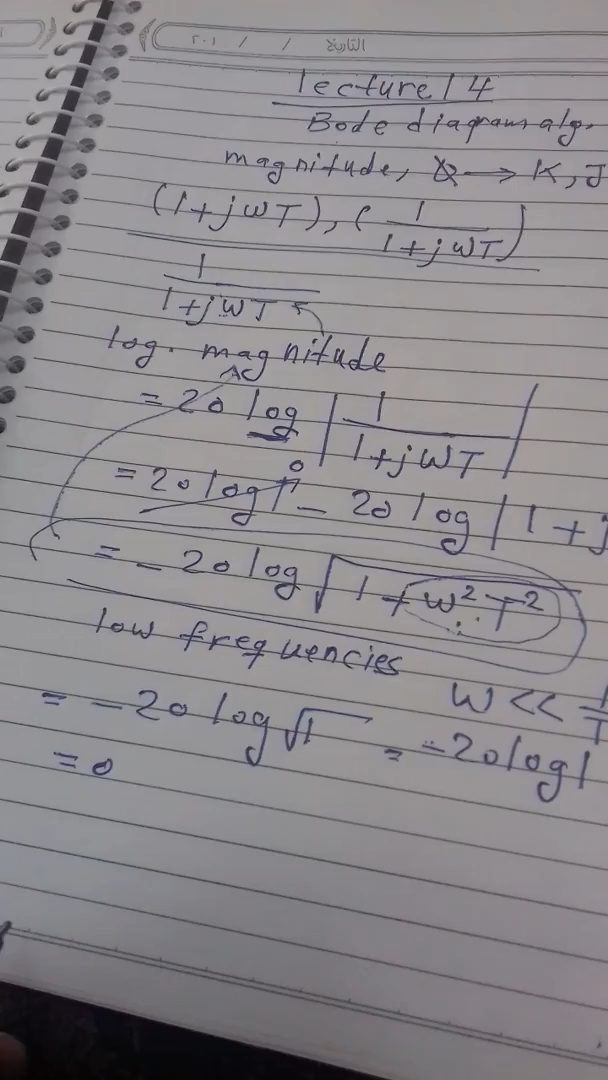 ٢٠١ / / التاريخ
lecture 14
Bode diagram alg.
magnitude, → K, J
(1+jωT), (1/(1+jωT))
1/(1+jωT)
log. magnitude
= 20 log |1/(1+jωT)|
= 20 log 1 0 - 20 log |1+j
= - 20 log √(1+ω²T²)
low frequencies ω << 1/T
= - 20 log √1 = - 20 log 1
= 0